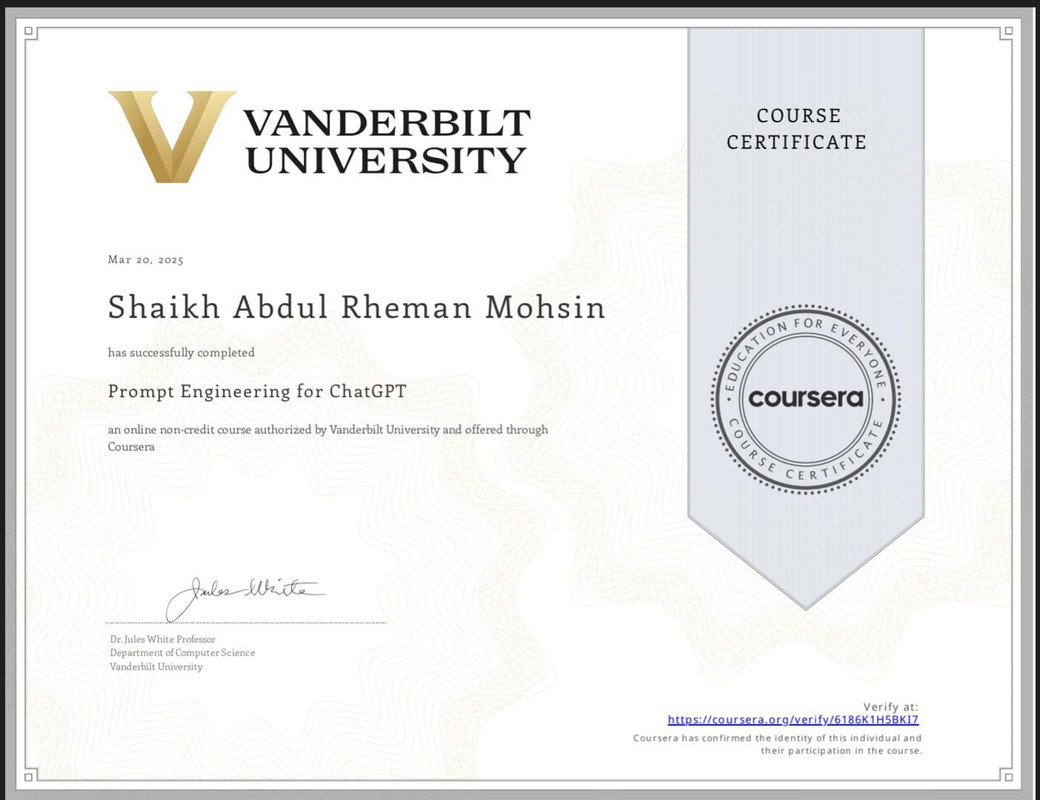 VANDERBILT
UNIVERSITY
COURSE
CERTIFICATE
Mar 20, 2025
Shaikh Abdul Rheman Mohsin
has successfully completed
Prompt Engineering for ChatGPT
an online non-credit course authorized by Vanderbilt University and offered through
Coursera
EDUCATION FOR EVERYONE
coursera
COURSE CERTIFICATE
Jules White
Dr. Jules White Professor
Department of Computer Science
Vanderbilt University
Verify at:
https://coursera.org/verify/6186K1H5BKI7
Coursera has confirmed the identity of this individual and
their participation in the course.